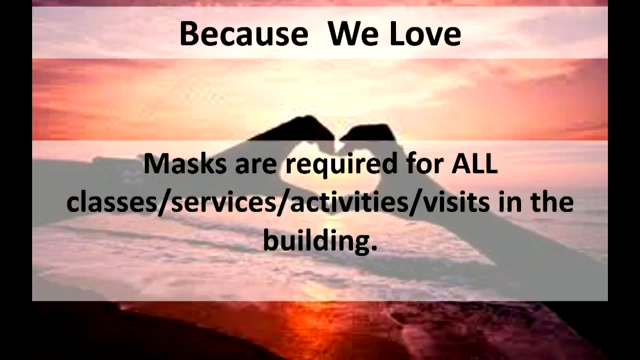 Because We Love
Masks are required for ALL
classes/services/activities/visits in the
building.